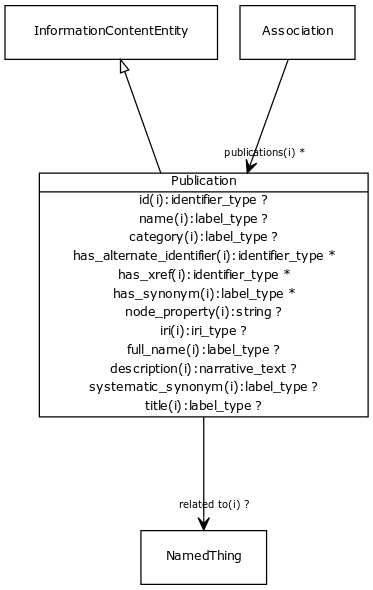 InformationContentEntity
Association
publications(i) *
Publication
id(i):identifier_type ?
name(i):label_type ?
category(i):label_type ?
has_alternate_identifier(i):identifier_type *
has_xref(i):identifier_type *
has_synonym(i):label_type *
node_property(i):string ?
iri(i):iri_type ?
full_name(i):label_type ?
description(i):narrative_text ?
systematic_synonym(i):label_type ?
title(i):label_type ?
related to(i) ?
NamedThing